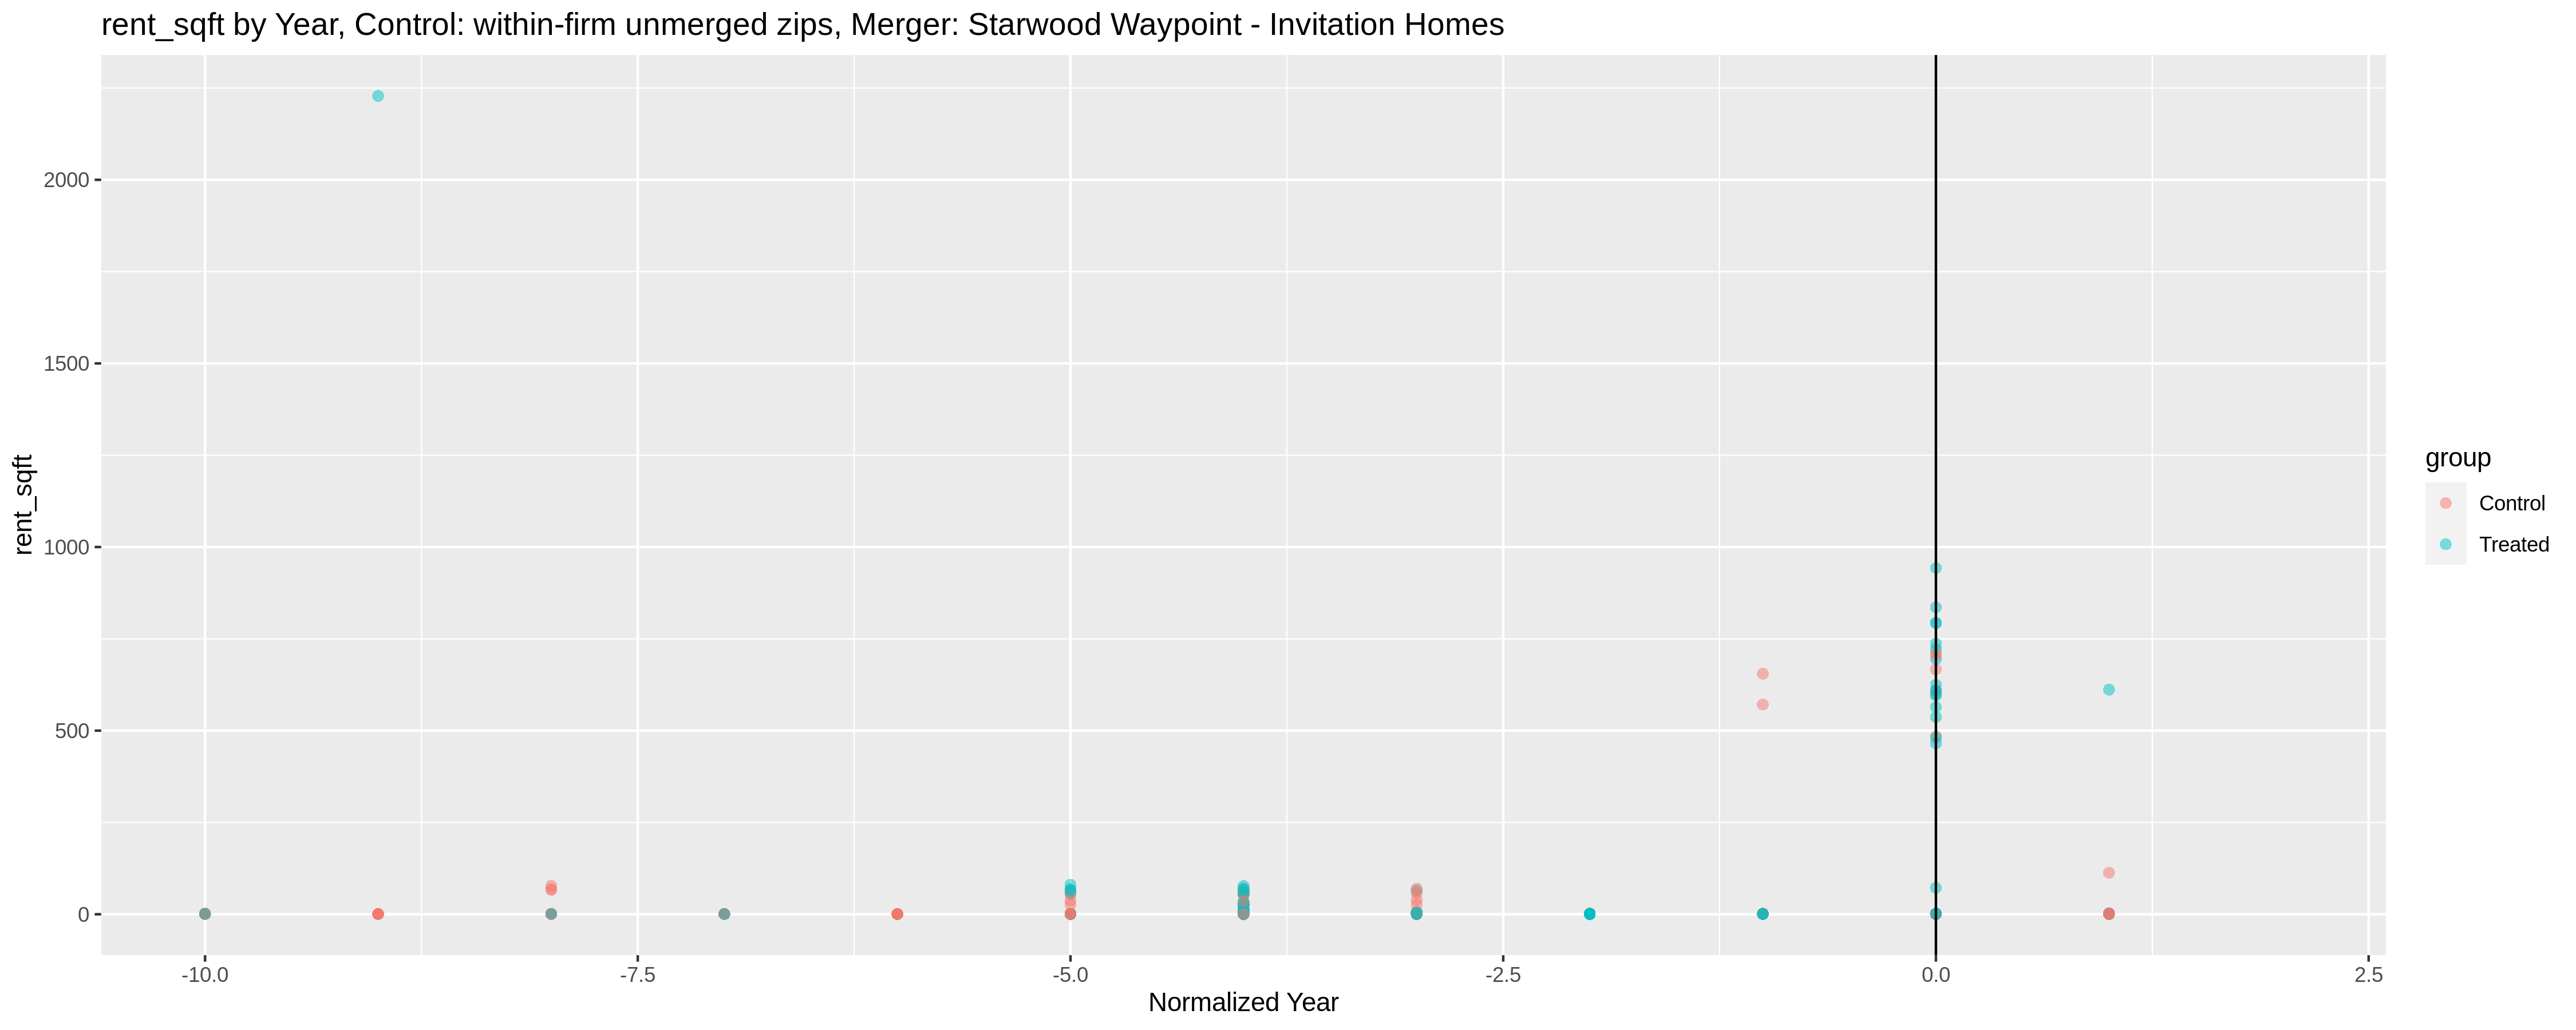 rent_sqft by Year, Control: within-firm unmerged zips, Merger: Starwood Waypoint - Invitation Homes
rent_sqft
2000
1500
1000
500
0
-10.0 -7.5 -5.0 -2.5 0.0 2.5
Normalized Year
group
Control
Treated